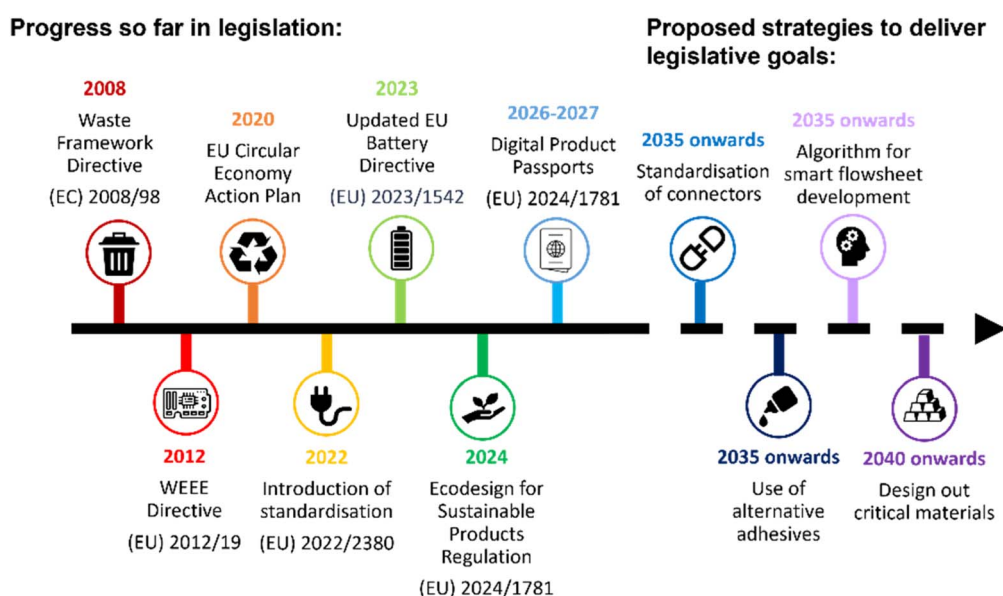 Progress so far in legislation:
Proposed strategies to deliver
legislative goals:
2008
Waste
Framework
Directive
(EC) 2008/98
2020
EU Circular
Economy
Action Plan
2023
Updated EU
Battery
Directive
(EU) 2023/1542
2026-2027
Digital Product
Passports
(EU) 2024/1781
2035 onwards
Standardisation
of connectors
2035 onwards
Algorithm for
smart flowsheet
development
2012
WEEE
Directive
(EU) 2012/19
2022
Introduction of
standardisation
(EU) 2022/2380
2024
Ecodesign for
Sustainable
Products
Regulation
(EU) 2024/1781
2035 onwards
Use of
alternative
adhesives
2040 onwards
Design out
critical materials